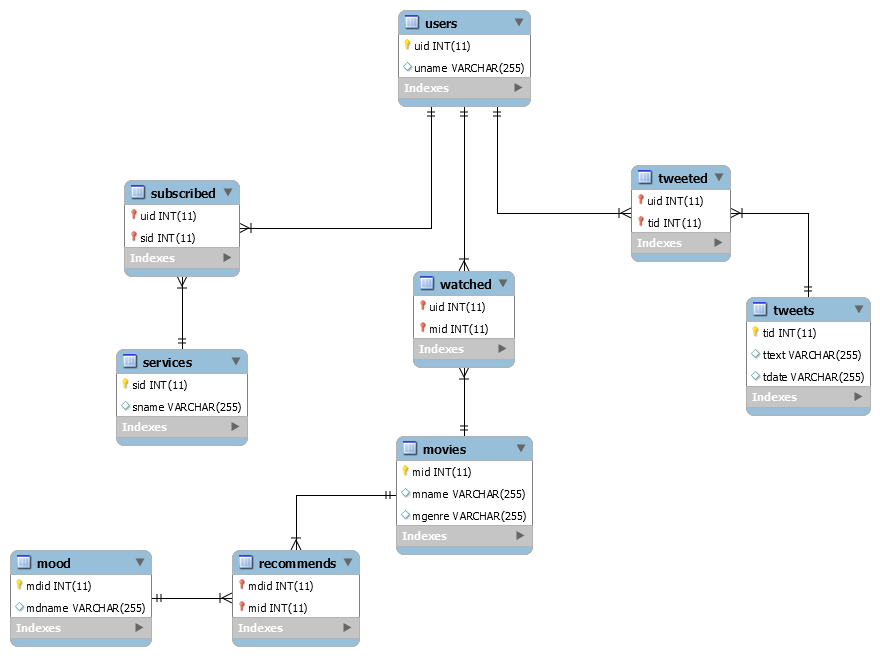 users
uid INT(11)
uname VARCHAR(255)
Indexes
subscribed
uid INT(11)
sid INT(11)
Indexes
tweeted
uid INT(11)
tid INT(11)
Indexes
watched
uid INT(11)
mid INT(11)
Indexes
tweets
tid INT(11)
ttext VARCHAR(255)
tdate VARCHAR(255)
Indexes
services
sid INT(11)
sname VARCHAR(255)
Indexes
movies
mid INT(11)
mname VARCHAR(255)
mgenre VARCHAR(255)
Indexes
mood
mdid INT(11)
mdname VARCHAR(255)
Indexes
recommends
mdid INT(11)
mid INT(11)
Indexes